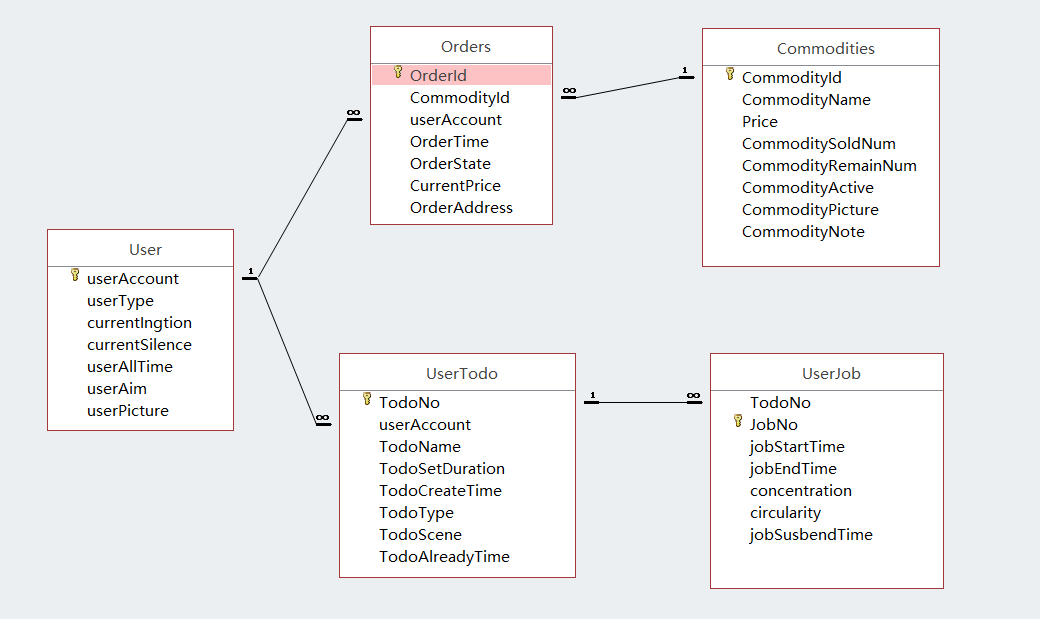 Orders
OrderId
CommodityId
userAccount
OrderTime
OrderState
CurrentPrice
OrderAddress
Commodities
CommodityId
CommodityName
Price
CommoditySoldNum
CommodityRemainNum
CommodityActive
CommodityPicture
CommodityNote
∞
1
∞
1
User
userAccount
userType
currentIngtion
currentSilence
userAllTime
userAim
userPicture
∞
UserTodo
TodoNo
userAccount
TodoName
TodoSetDuration
TodoCreateTime
TodoType
TodoScene
TodoAlreadyTime
1
∞
UserJob
TodoNo
JobNo
jobStartTime
jobEndTime
concentration
circularity
jobSusbendTime